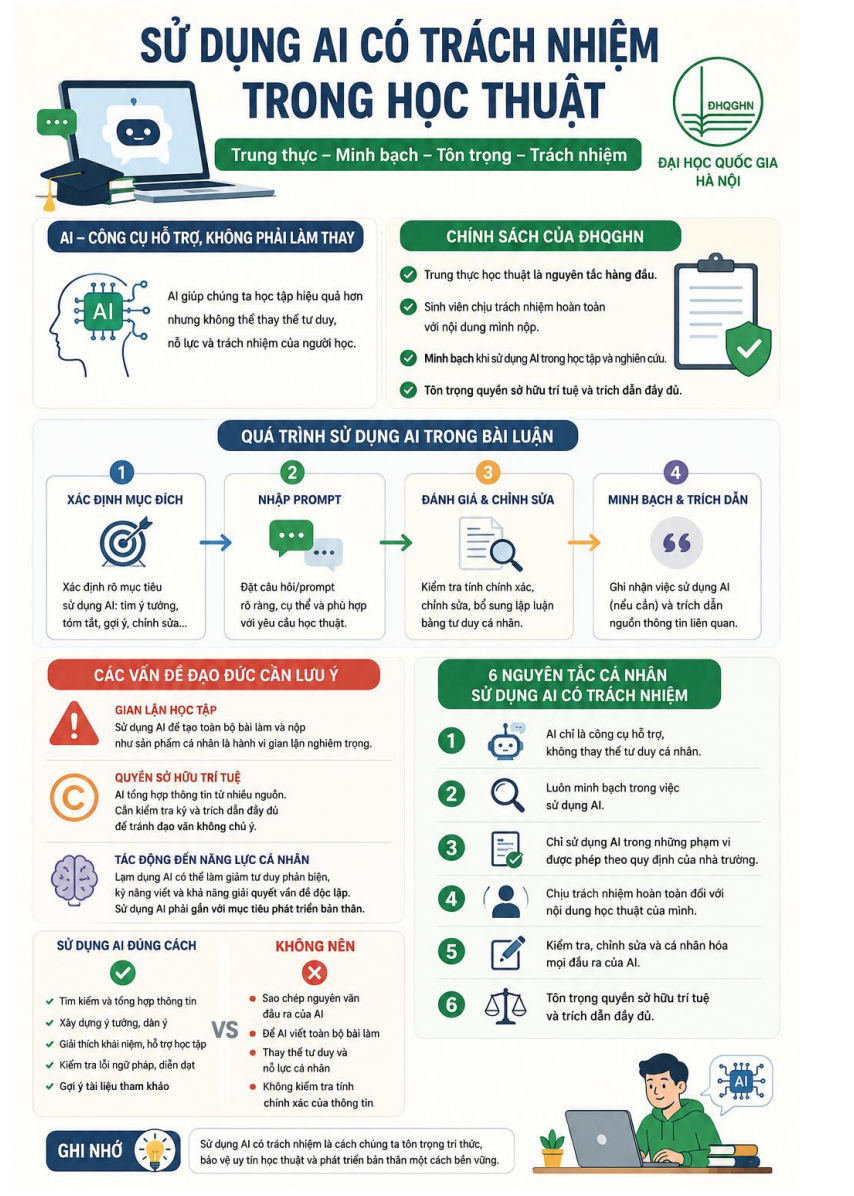 SỬ DỤNG AI CÓ TRÁCH NHIỆM
TRONG HỌC THUẬT
Trung thực – Minh bạch – Tôn trọng – Trách nhiệm
ĐHQGHN
ĐẠI HỌC QUỐC GIA
HÀ NỘI
AI – CÔNG CỤ HỖ TRỢ, KHÔNG PHẢI LÀM THAY
AI
AI giúp chúng ta học tập hiệu quả hơn
nhưng không thể thay thế tư duy,
nỗ lực và trách nhiệm của người học.
CHÍNH SÁCH CỦA ĐHQGHN
Trung thực học thuật là nguyên tắc hàng đầu.
Sinh viên chịu trách nhiệm hoàn toàn
với nội dung mình nộp.
Minh bạch khi sử dụng AI trong học tập và nghiên cứu.
Tôn trọng quyền sở hữu trí tuệ và trích dẫn đầy đủ.
QUÁ TRÌNH SỬ DỤNG AI TRONG BÀI LUẬN
1
XÁC ĐỊNH MỤC ĐÍCH
Xác định rõ mục tiêu
sử dụng AI: tìm ý tưởng,
tóm tắt, gợi ý, chỉnh sửa...
2
NHẬP PROMPT
Đặt câu hỏi/prompt
rõ ràng, cụ thể và phù hợp
với yêu cầu học thuật.
3
ĐÁNH GIÁ & CHỈNH SỬA
Kiểm tra tính chính xác,
chỉnh sửa, bổ sung lập luận
bằng tư duy cá nhân.
4
MINH BẠCH & TRÍCH DẪN
Ghi nhận việc sử dụng AI
(nếu cần) và trích dẫn
nguồn thông tin liên quan.
CÁC VẤN ĐỀ ĐẠO ĐỨC CẦN LƯU Ý
GIAN LẬN HỌC TẬP
Sử dụng AI để tạo toàn bộ bài làm và nộp
như sản phẩm cá nhân là hành vi gian lận nghiêm trọng.
C
QUYỀN SỞ HỮU TRÍ TUỆ
AI tổng hợp thông tin từ nhiều nguồn.
Cần kiểm tra kỹ và trích dẫn đầy đủ
để tránh đạo văn không chủ ý.
TÁC ĐỘNG ĐẾN NĂNG LỰC CÁ NHÂN
Lạm dụng AI có thể làm giảm tư duy phản biện,
kỹ năng viết và khả năng giải quyết vấn đề độc lập.
Sử dụng AI phải gắn với mục tiêu phát triển bản thân.
6 NGUYÊN TẮC CÁ NHÂN
SỬ DỤNG AI CÓ TRÁCH NHIỆM
1
AI chỉ là công cụ hỗ trợ,
không thay thế tư duy cá nhân.
2
Luôn minh bạch trong việc
sử dụng AI.
3
Chỉ sử dụng AI trong những phạm vi
được phép theo quy định của nhà trường.
4
Chịu trách nhiệm hoàn toàn đối với
nội dung học thuật của mình.
5
Kiểm tra, chỉnh sửa và cá nhân hóa
mọi đầu ra của AI.
6
Tôn trọng quyền sở hữu trí tuệ
và trích dẫn đầy đủ.
SỬ DỤNG AI ĐÚNG CÁCH
Tìm kiếm và tổng hợp thông tin
Xây dựng ý tưởng, dàn ý
Giải thích khái niệm, hỗ trợ học tập
Kiểm tra lỗi ngữ pháp, diễn đạt
Gợi ý tài liệu tham khảo
VS
KHÔNG NÊN
Sao chép nguyên văn
đầu ra của AI
Để AI viết toàn bộ bài làm
Thay thế tư duy và
nỗ lực cá nhân
Không kiểm tra tính
chính xác của thông tin
AI
GHI NHỚ
Sử dụng AI có trách nhiệm là cách chúng ta tôn trọng tri thức,
bảo vệ uy tín học thuật và phát triển bản thân một cách bền vững.